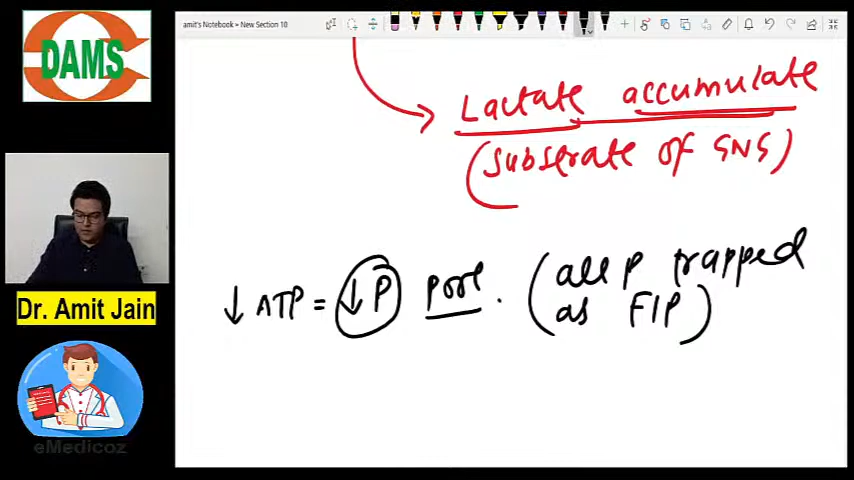 amit's Notebook > New Section 10
DAMS
Lactate accumulate
(Substrate of GNG)
↓ ATP = ↓ P pool. (all P trapped
as F1P)
Dr. Amit Jain
eMedicoz